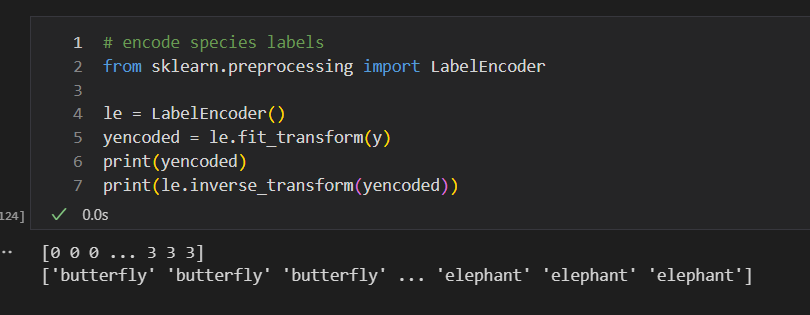 1 # encode species labels
2 from sklearn.preprocessing import LabelEncoder
3
4 le = LabelEncoder()
5 yencoded = le.fit_transform(y)
6 print(yencoded)
7 print(le.inverse_transform(yencoded))
124] ✓ 0.0s
[0 0 0 ... 3 3 3]
['butterfly' 'butterfly' 'butterfly' ... 'elephant' 'elephant' 'elephant']